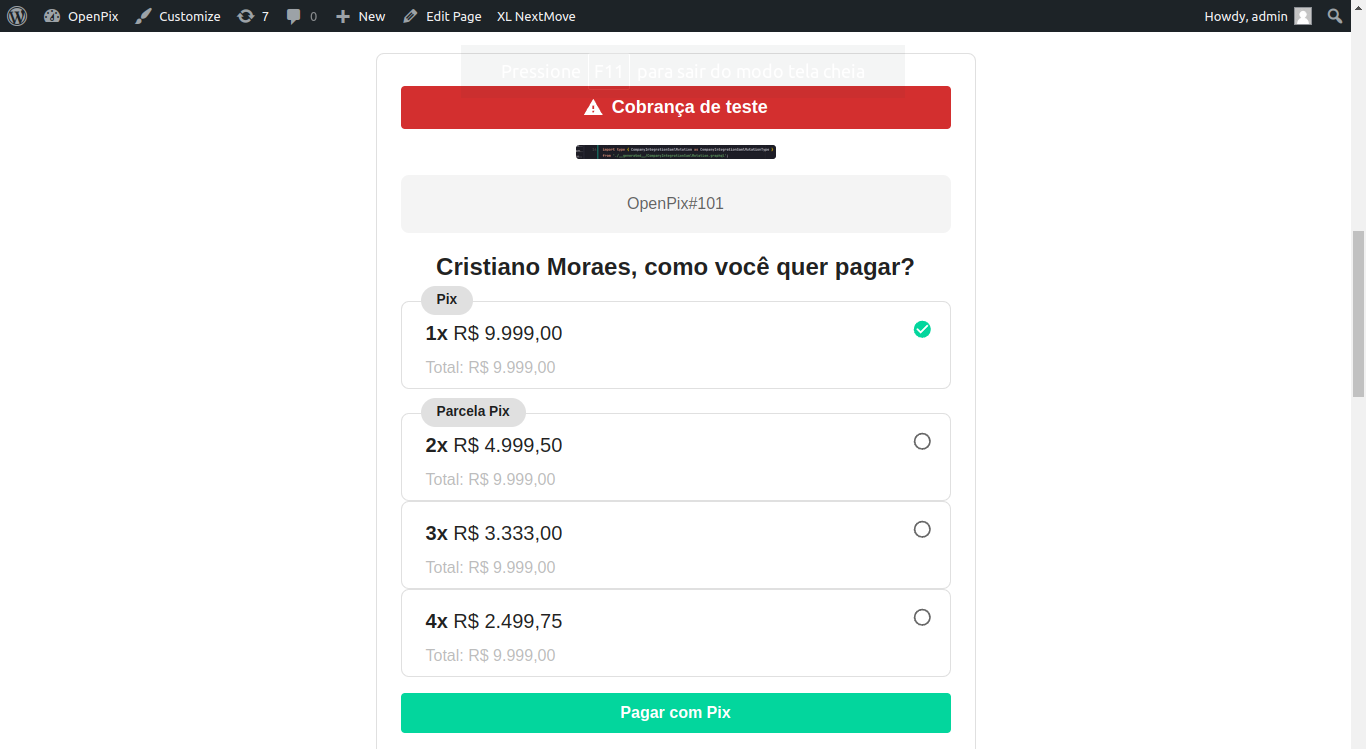 OpenPix Customize 7 0 New Edit Page XL NextMove Howdy, admin
Pressione F11 para sair do modo tela cheia
Cobrança de teste
OpenPix#101
Cristiano Moraes, como você quer pagar?
Pix
1x R$ 9.999,00
Total: R$ 9.999,00
Parcela Pix
2x R$ 4.999,50
Total: R$ 9.999,00
3x R$ 3.333,00
Total: R$ 9.999,00
4x R$ 2.499,75
Total: R$ 9.999,00
Pagar com Pix